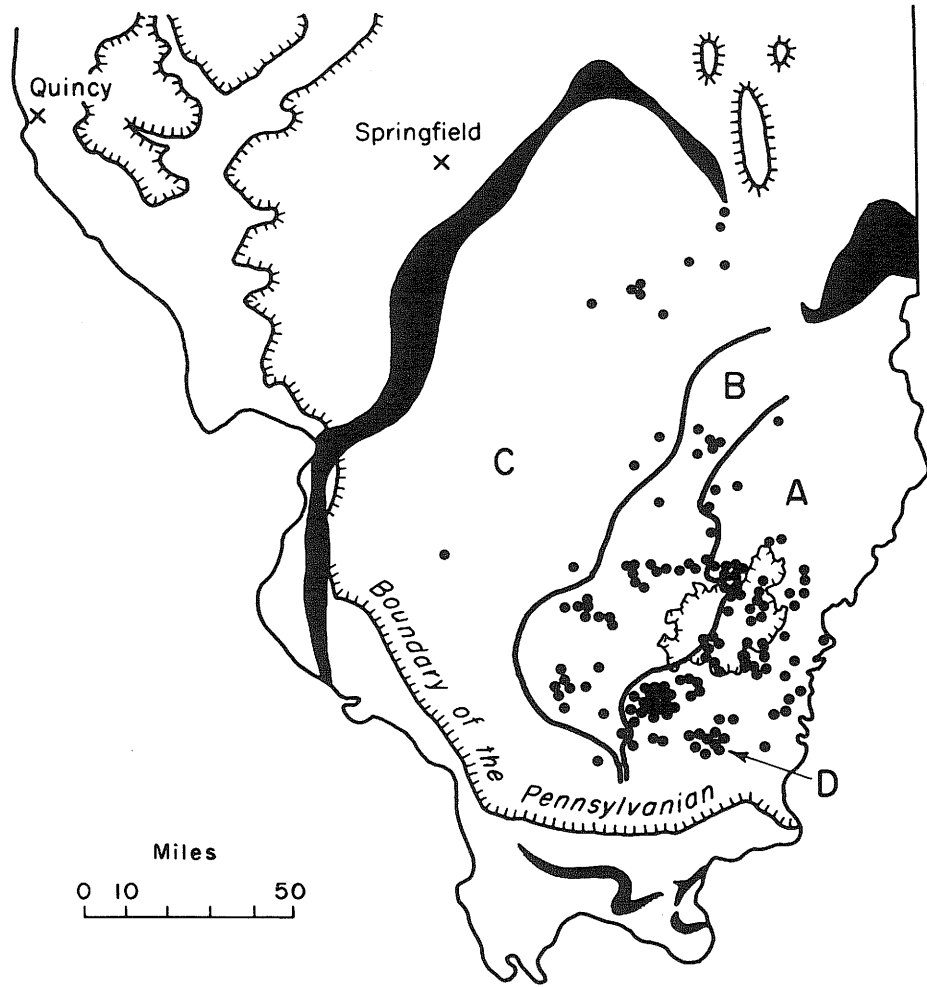 Quincy
Springfield
B
C
A
Boundary of the
Pennsylvanian
D
Miles
0 10 50